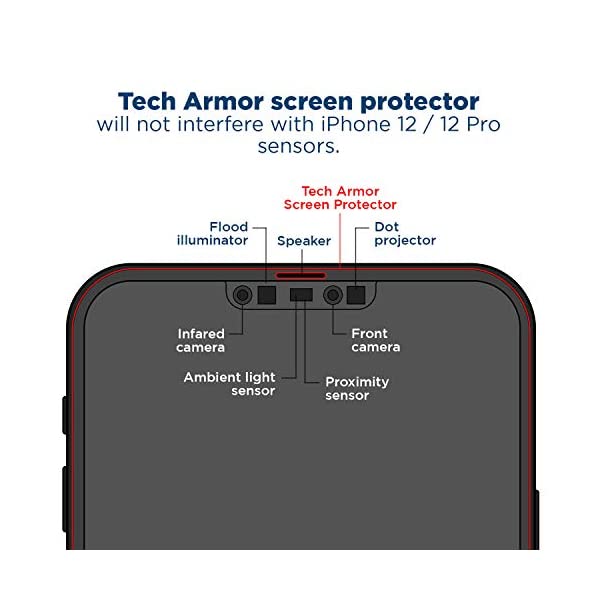 Tech Armor screen protector
will not interfere with iPhone 12 / 12 Pro
sensors.
Tech Armor
Screen Protector
Flood
illuminator
Speaker
Dot
projector
Infared
camera
Front
camera
Ambient light
sensor
Proximity
sensor